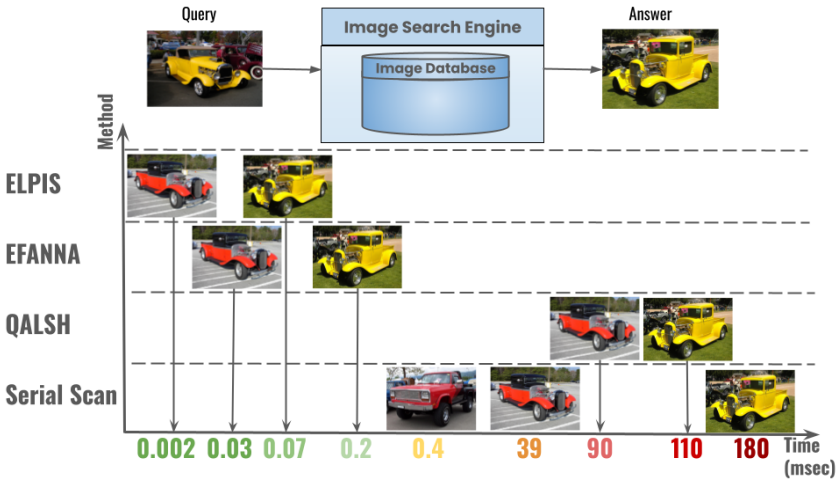 Query
Image Search Engine
Answer
Image Database
Method
ELPIS
EFANNA
QALSH
Serial Scan
0.002 0.03 0.07 0.2 0.4 39 90 110 180 Time
(msec)